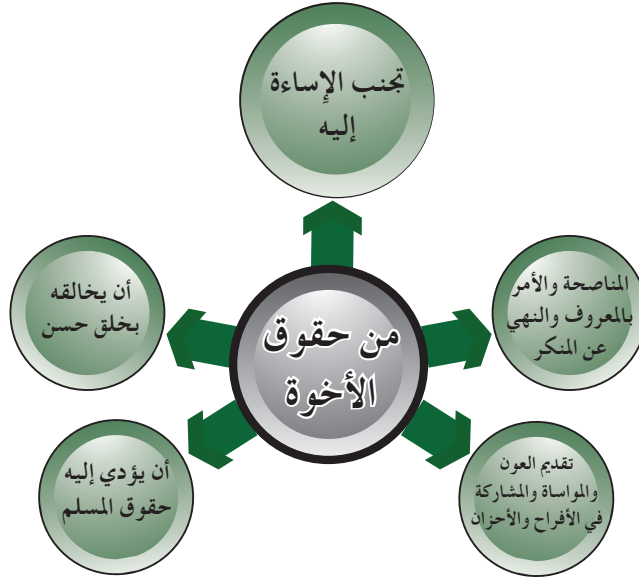 تجنب الإساءة
إليه
المناصحة والأمر
بالمعروف والنهي
عن المنكر
أن يخالقه
بخلق حسن
من حقوق
الأخوة
تقديم العون
والمواساة والمشاركة
في الأفراح والأحزان
أن يؤدي إليه
حقوق المسلم